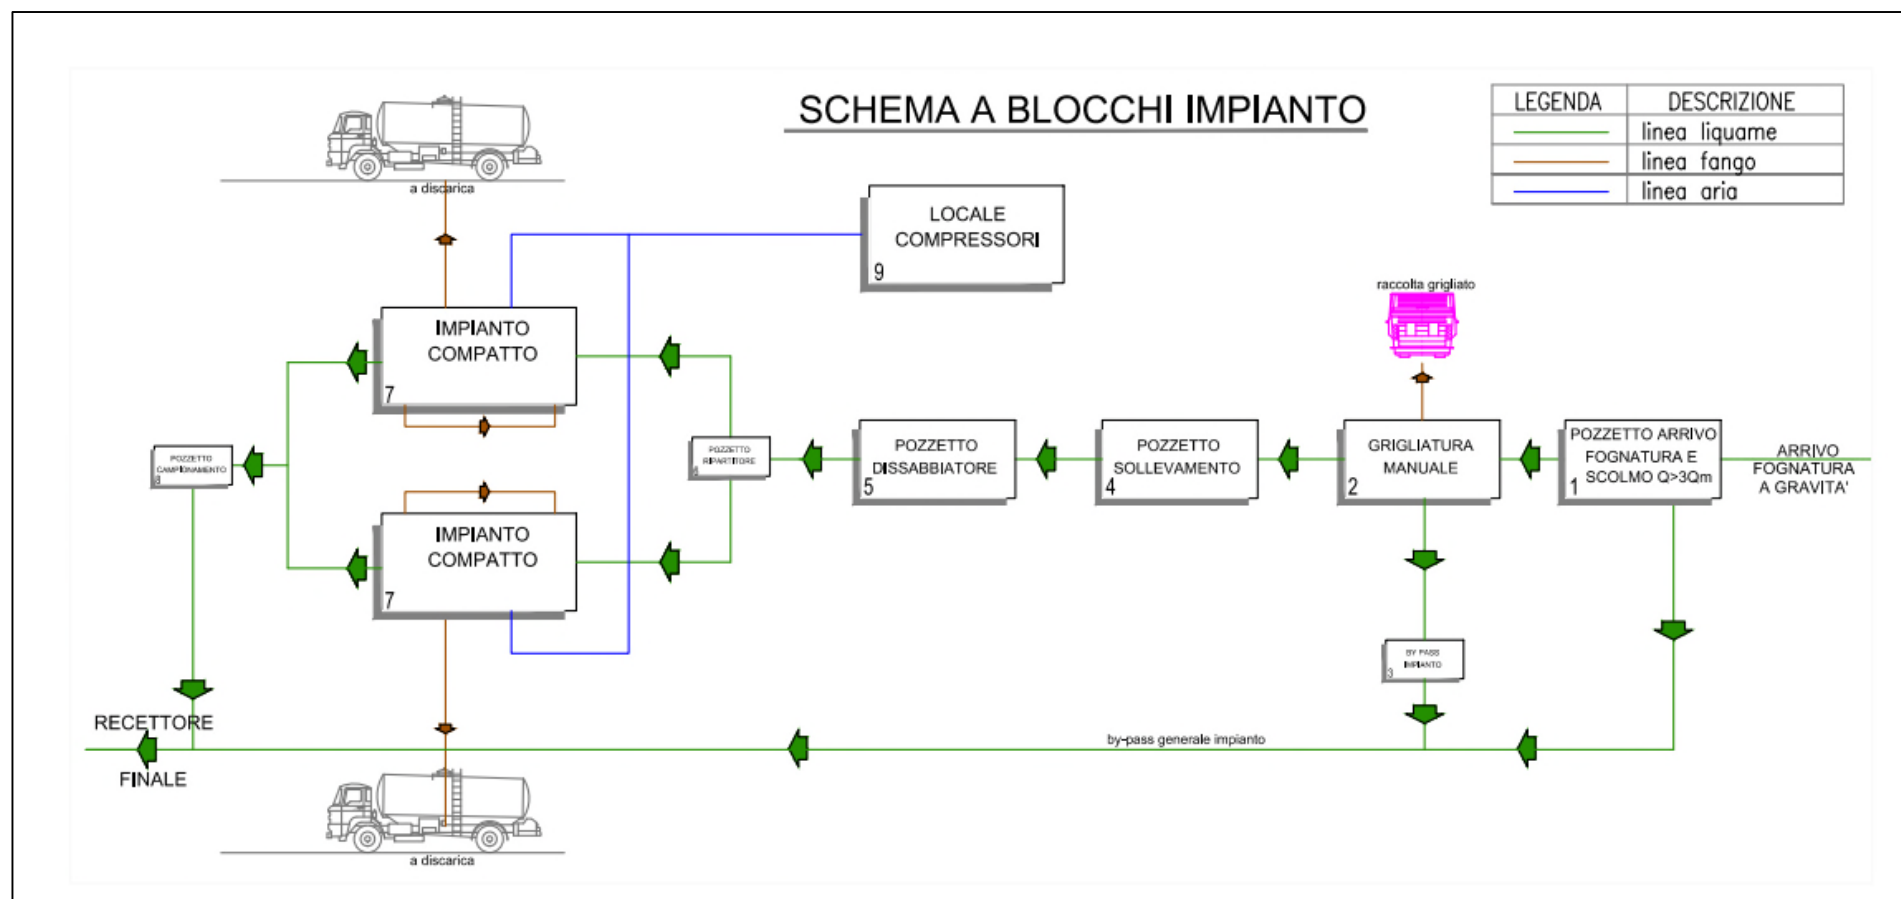 SCHEMA A BLOCCHI IMPIANTO
LEGENDA DESCRIZIONE
linea liquame
linea fango
linea aria
a discarica
LOCALE
COMPRESSORI
9
raccolta grigliato
IMPIANTO
COMPATTO
7
POZZETTO
CAMPIONAMENTO
8
IMPIANTO
COMPATTO
7
POZZETTO
RIPARTITORE
POZZETTO
DISSABBIATORE
5
POZZETTO
SOLLEVAMENTO
4
GRIGLIATURA
MANUALE
2
POZZETTO ARRIVO
FOGNATURA E
SCOLMO Q>3Qm
1
ARRIVO
FOGNATURA
A GRAVITA'
BY PASS
IMPIANTO
3
RECETTORE
FINALE
by-pass generale impianto
a discarica